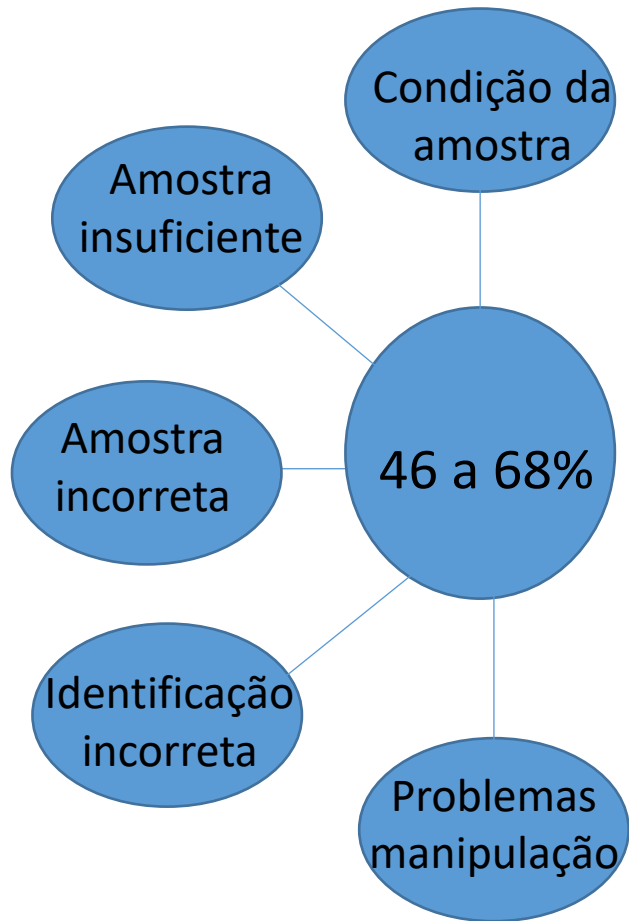 Condição da
amostra
Amostra
insuficiente
Amostra
incorreta
46 a 68%
Identificação
incorreta
Problemas
manipulação